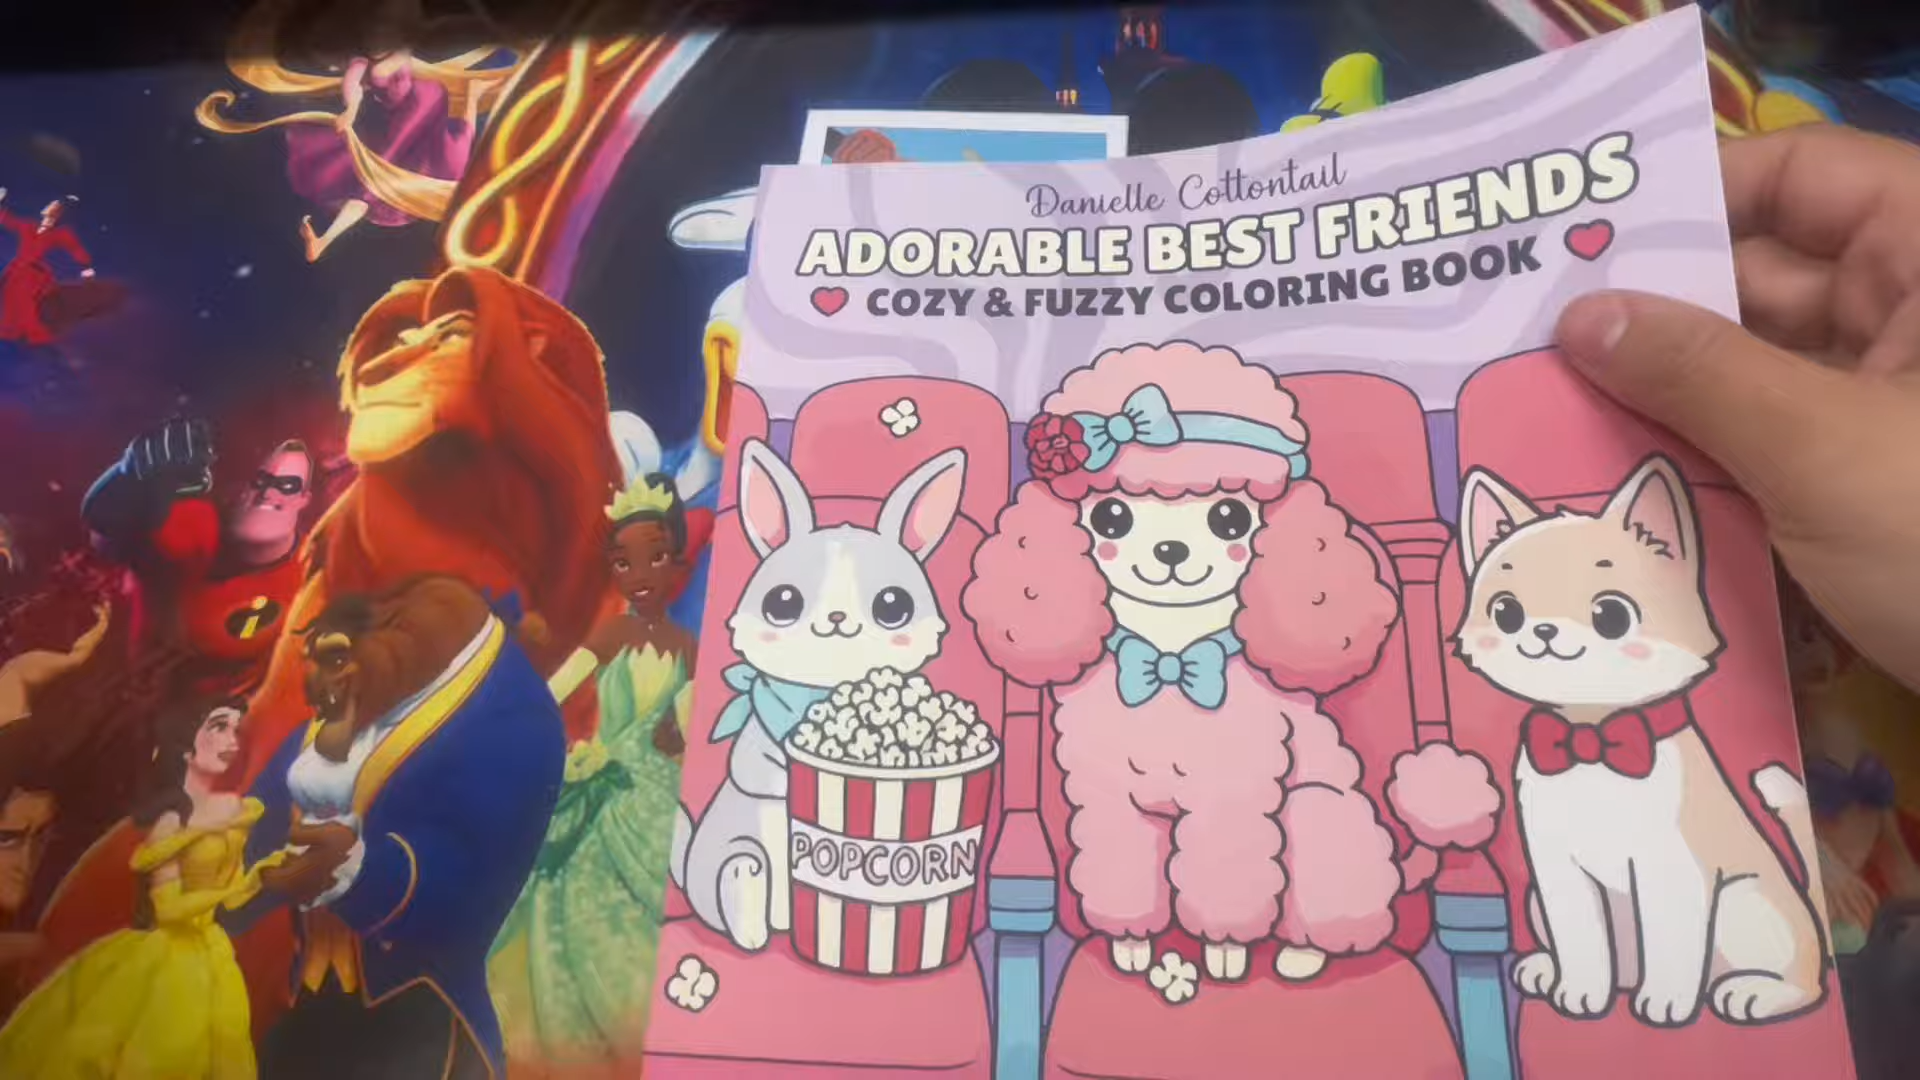 Danielle Cottontail
ADORABLE BEST FRIENDS
COZY & FUZZY COLORING BOOK
POPCORN